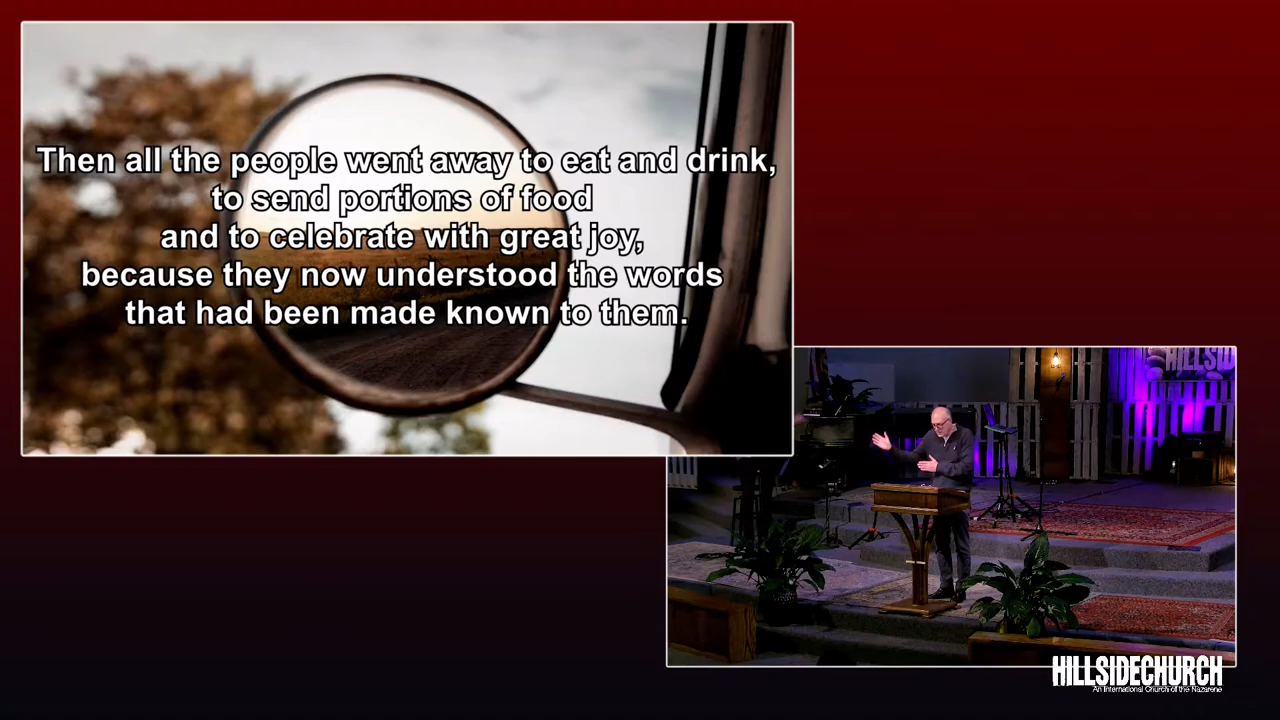 Then all the people went away to eat and drink,
to send portions of food
and to celebrate with great joy,
because they now understood the words
that had been made known to them.
HILLSID
HILLSIDECHURCH
An International Church of the Nazarene